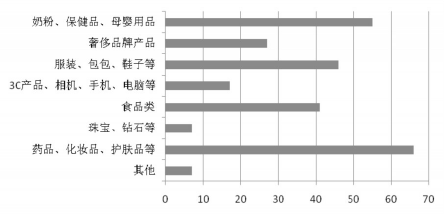 奶粉、保健品、母婴用品
奢侈品牌产品
服装、包包、鞋子等
3C产品、相机、手机、电脑等
食品类
珠宝、钻石等
药品、化妆品、护肤品等
其他
0 10 20 30 40 50 60 70